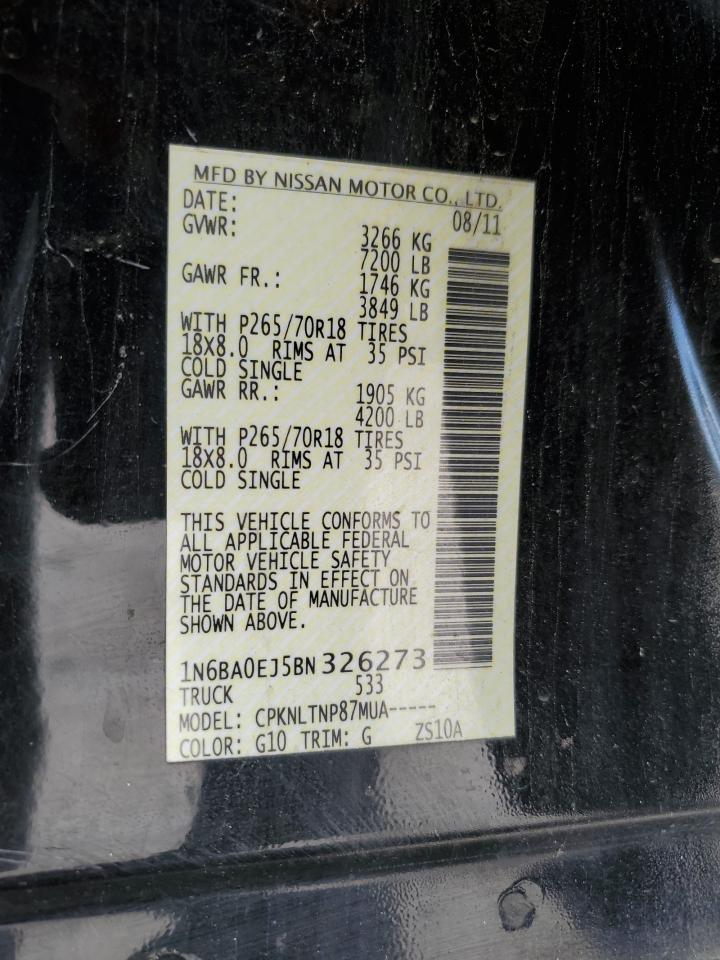 MFD BY NISSAN MOTOR CO., LTD.
DATE: 08/11
GVWR: 3266 KG
7200 LB
GAWR FR.: 1746 KG
3849 LB
WITH P265/70R18 TIRES
18X8.0 RIMS AT 35 PSI
COLD SINGLE
GAWR RR.: 1905 KG
4200 LB
WITH P265/70R18 TIRES
18X8.0 RIMS AT 35 PSI
COLD SINGLE
THIS VEHICLE CONFORMS TO
ALL APPLICABLE FEDERAL
MOTOR VEHICLE SAFETY
STANDARDS IN EFFECT ON
THE DATE OF MANUFACTURE
SHOWN ABOVE.
1N6BA0EJ5BN326273
TRUCK 533
MODEL: CPKNLTNP87MUA-----
COLOR: G10 TRIM: G ZS10A